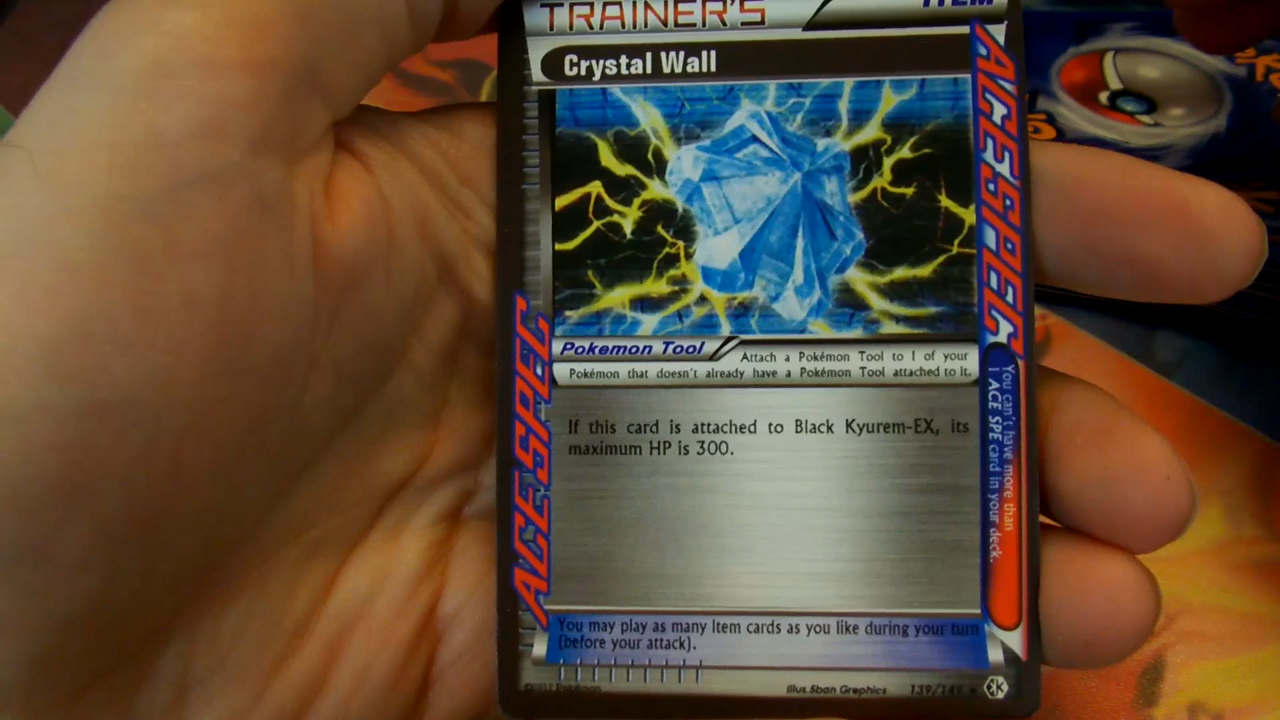 TRAINER'S
ITEM
Crystal Wall
ACE SPEC
Pokemon Tool
Attach a Pokémon Tool to 1 of your
Pokémon that doesn't already have a Pokémon Tool attached to it.
ACE SPEC
You can't have more than
1 ACE SPE card in your deck.
If this card is attached to Black Kyurem-EX, its
maximum HP is 300.
You may play as many Item cards as you like during your turn
(before your attack).
Illus. 5ban Graphics
139/149